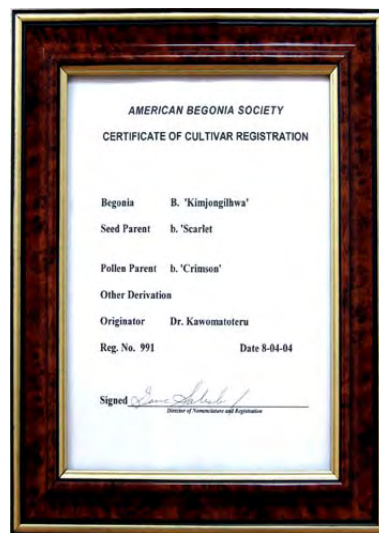 AMERICAN BEGONIA SOCIETY
CERTIFICATE OF CULTIVAR REGISTRATION
Begonia B. 'Kimjongilhwa'
Seed Parent b. 'Scarlet
Pollen Parent b. 'Crimson'
Other Derivation
Originator Dr. Kawomatoteru
Reg. No. 991 Date 8-04-04
Signed
Director of Nomenclature and Registration